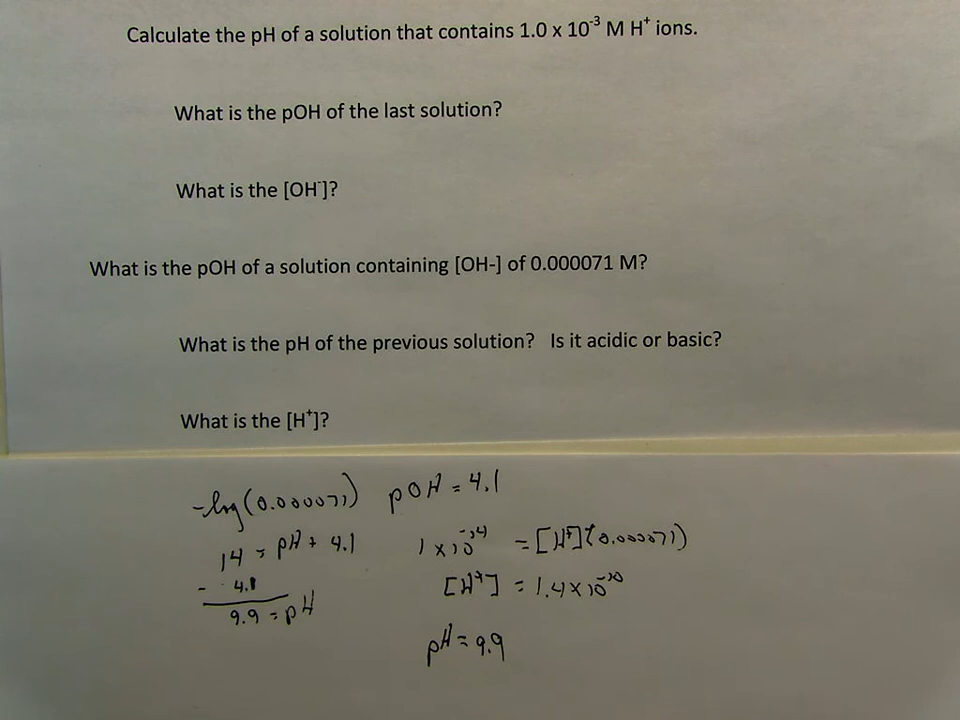 Calculate the pH of a solution that contains 1.0 x 10⁻³ M H⁺ ions.
What is the pOH of the last solution?
What is the [OH⁻]?
What is the pOH of a solution containing [OH-] of 0.000071 M?
What is the pH of the previous solution? Is it acidic or basic?
What is the [H⁺]?
-log(0.000071) pOH = 4.1
14 = pH + 4.1 1 x 10⁻¹⁴ = [H⁺](0.000071)
- 4.1 [H⁺] = 1.4 x 10⁻¹⁰
9.9 = pH
pH = 9.9